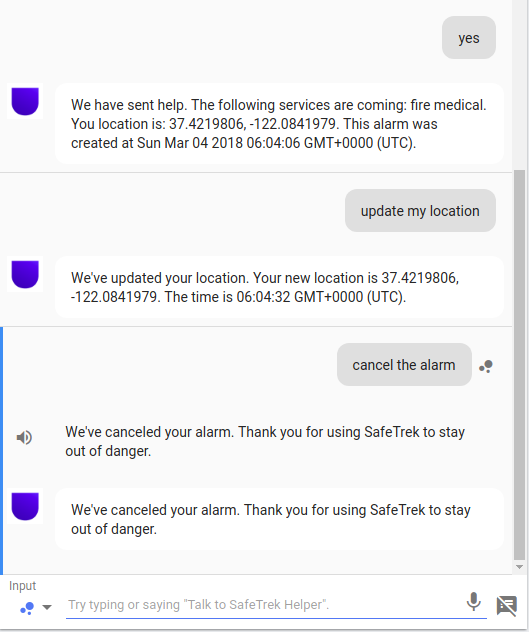 yes
We have sent help. The following services are coming: fire medical.
You location is: 37.4219806, -122.0841979. This alarm was
created at Sun Mar 04 2018 06:04:06 GMT+0000 (UTC).
update my location
We've updated your location. Your new location is 37.4219806,
-122.0841979. The time is 06:04:32 GMT+0000 (UTC).
cancel the alarm
We've canceled your alarm. Thank you for using SafeTrek to stay
out of danger.
We've canceled your alarm. Thank you for using SafeTrek to stay
out of danger.
Input
Try typing or saying "Talk to SafeTrek Helper".